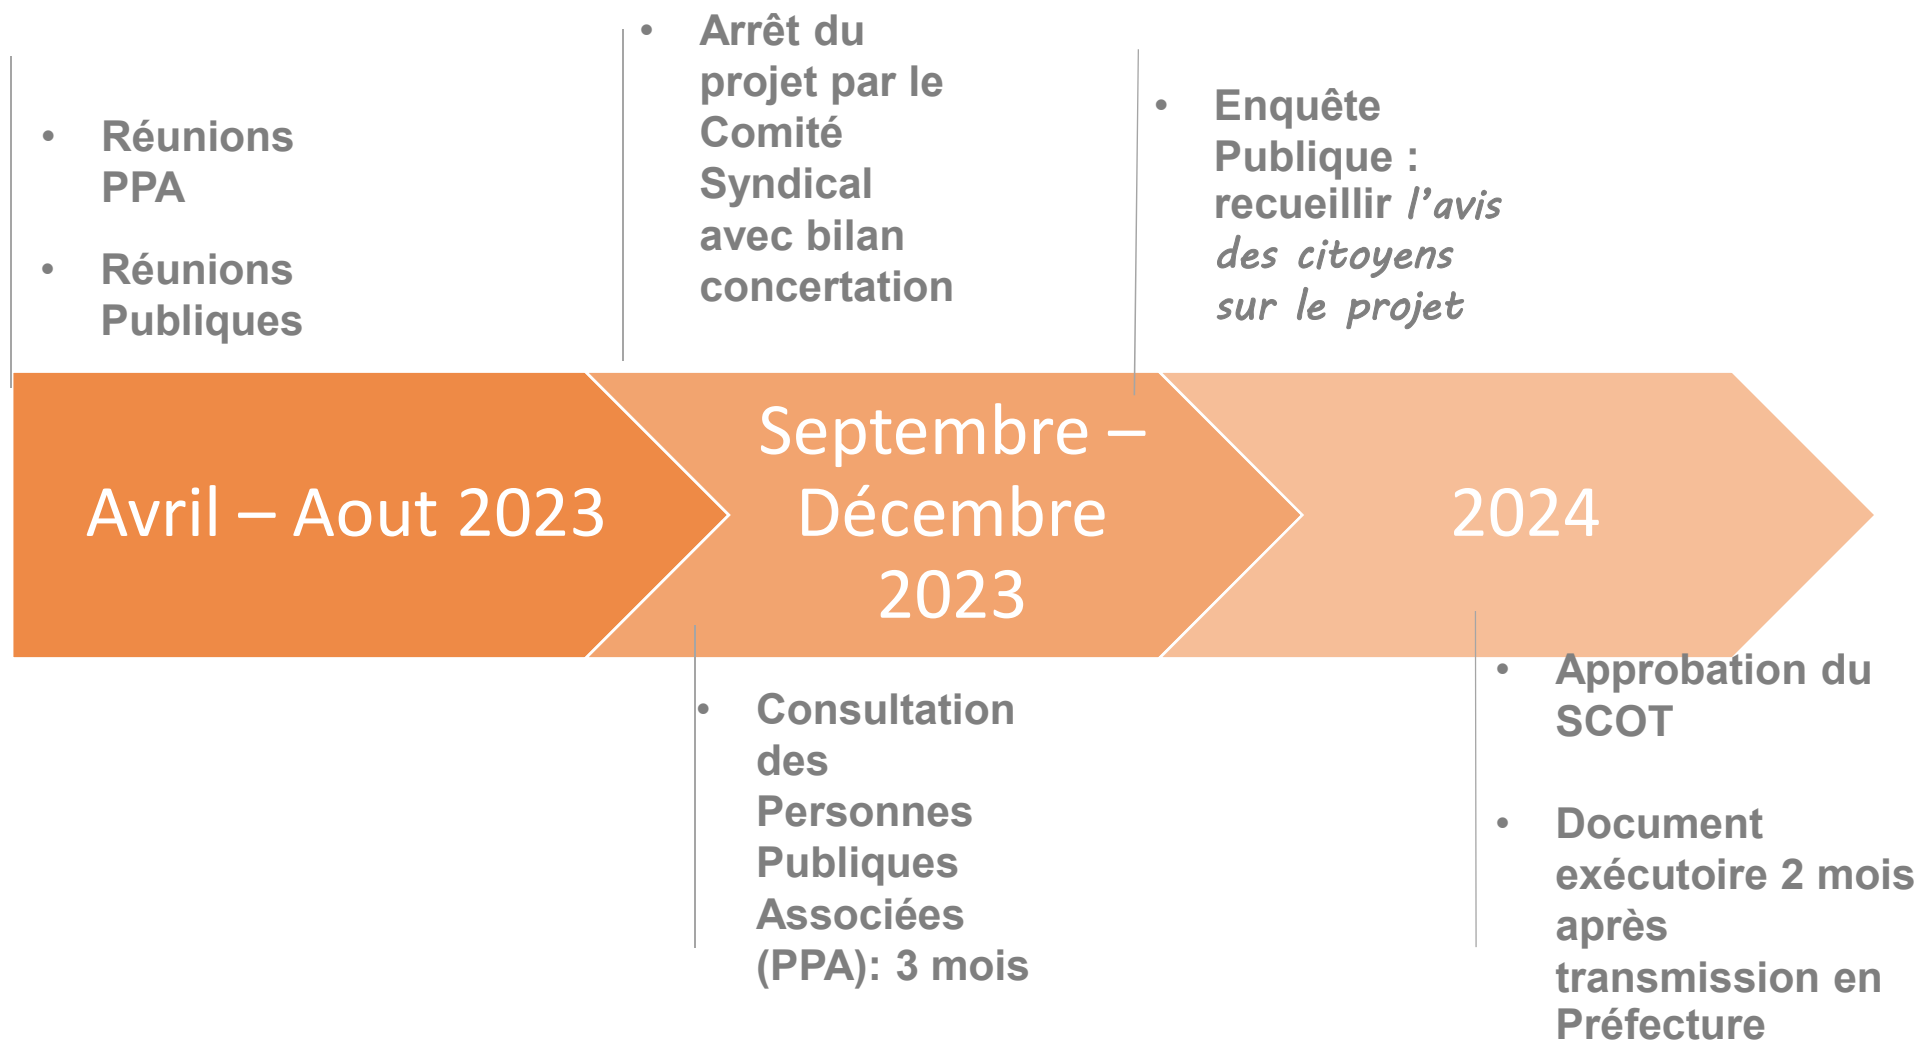 • Réunions
PPA
• Réunions
Publiques
• Arrêt du
projet par le
Comité
Syndical
avec bilan
concertation
• Enquête
Publique :
recueillir l’avis
des citoyens
sur le projet
Avril – Aout 2023
Septembre –
Décembre
2023
2024
• Consultation
des
Personnes
Publiques
Associées
(PPA): 3 mois
• Approbation du
SCOT
• Document
exécutoire 2 mois
après
transmission en
Préfecture